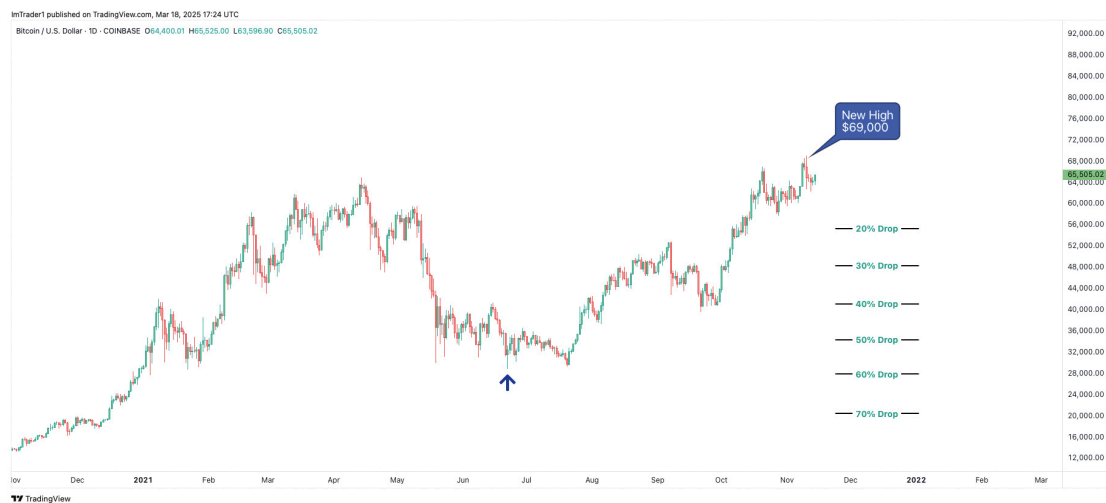 ImTrader1 published on TradingView.com, Mar 18, 2025 17:24 UTC
Bitcoin / U.S. Dollar · 1D · COINBASE O64,400.01 H65,525.00 L63,596.90 C65,505.02
92,000.00
88,000.00
84,000.00
80,000.00
76,000.00
72,000.00
68,000.00
65,505.02
64,000.00
60,000.00
56,000.00
52,000.00
48,000.00
44,000.00
40,000.00
36,000.00
32,000.00
28,000.00
24,000.00
20,000.00
16,000.00
12,000.00
New High
$69,000
20% Drop
30% Drop
40% Drop
50% Drop
60% Drop
70% Drop
Nov Dec 2021 Feb Mar Apr May Jun Jul Aug Sep Oct Nov Dec 2022 Feb Mar
TradingView